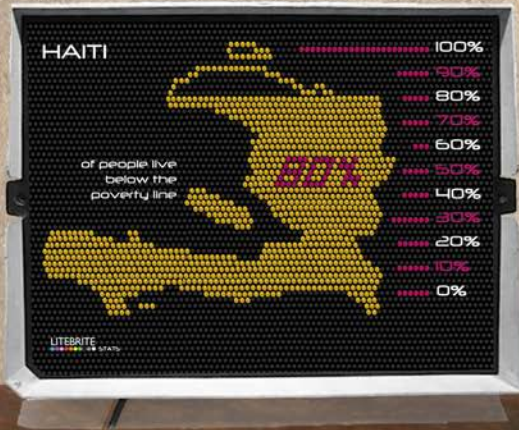 HAITI
100%
90%
80%
70%
60%
50%
40%
30%
20%
10%
0%
80%
of people live
below the
poverty line
LITEBRITE
STATS